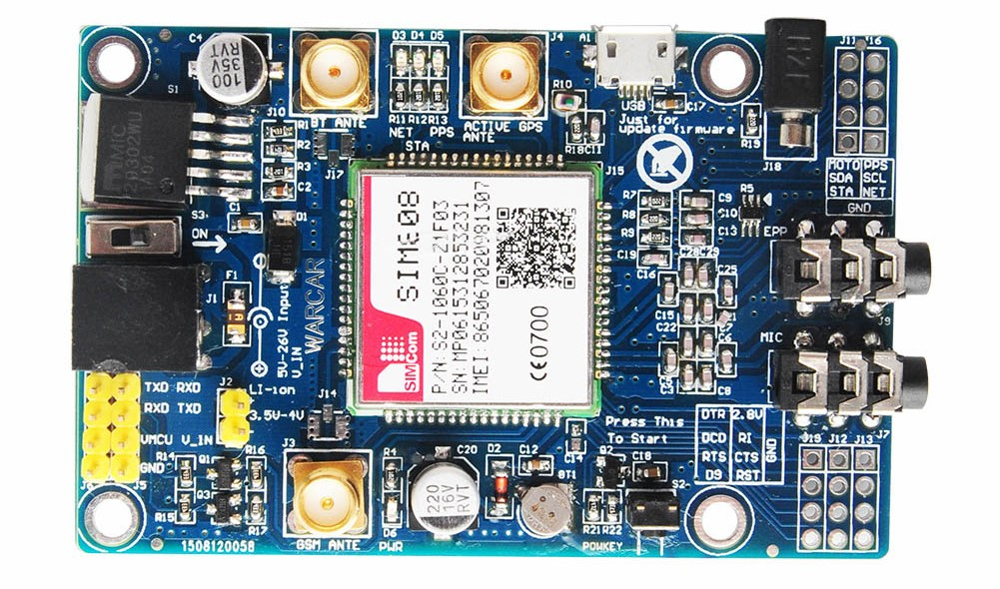 C4
100
35V
RVT
BT ANTE
D3 D4 D5
R11 R12 R13
NET PPS
STA
J4
ACTIVE GPS
ANTE
A1
R10
R18 C11
USB
C17
Just for
update firmware
R19
J18
J11
J16
MOTO PPS
SDA SCL
STA NET
GND
S1
J10
R1
R2
R3
C2
J17
J15
S3
ON
C1
D1
F1
J1
5V-26V Input
V_IN
WARCAR
SIM808
P/N: S2-1060C-Z1F03
SN:MP0615312853231
IMEI: 865067020981307
CE0700
SIMCom
R7
R8
R9
C19
C16
C9
C10
C13
C28 C29
C25
C15
C22
R5
EPP
J9
MIC
J7
TXD RXD
RXD TXD
VMCU V_IN
GND
J2
LI-ion
3.5V-4V
J14
J5
R14
Q1
R16
R15
Q3
R17
1508120058
J3
GSM ANTE
R4
D6
PWR
C20
220
16V
RVT
D2
C12
C14
BT1
Press This
To Start
Q2
C18
S2
R21 R22
POWKEY
DTR 2.8V
DCD RI
RTS CTS
D9 RST
GND
J19 J12 J13